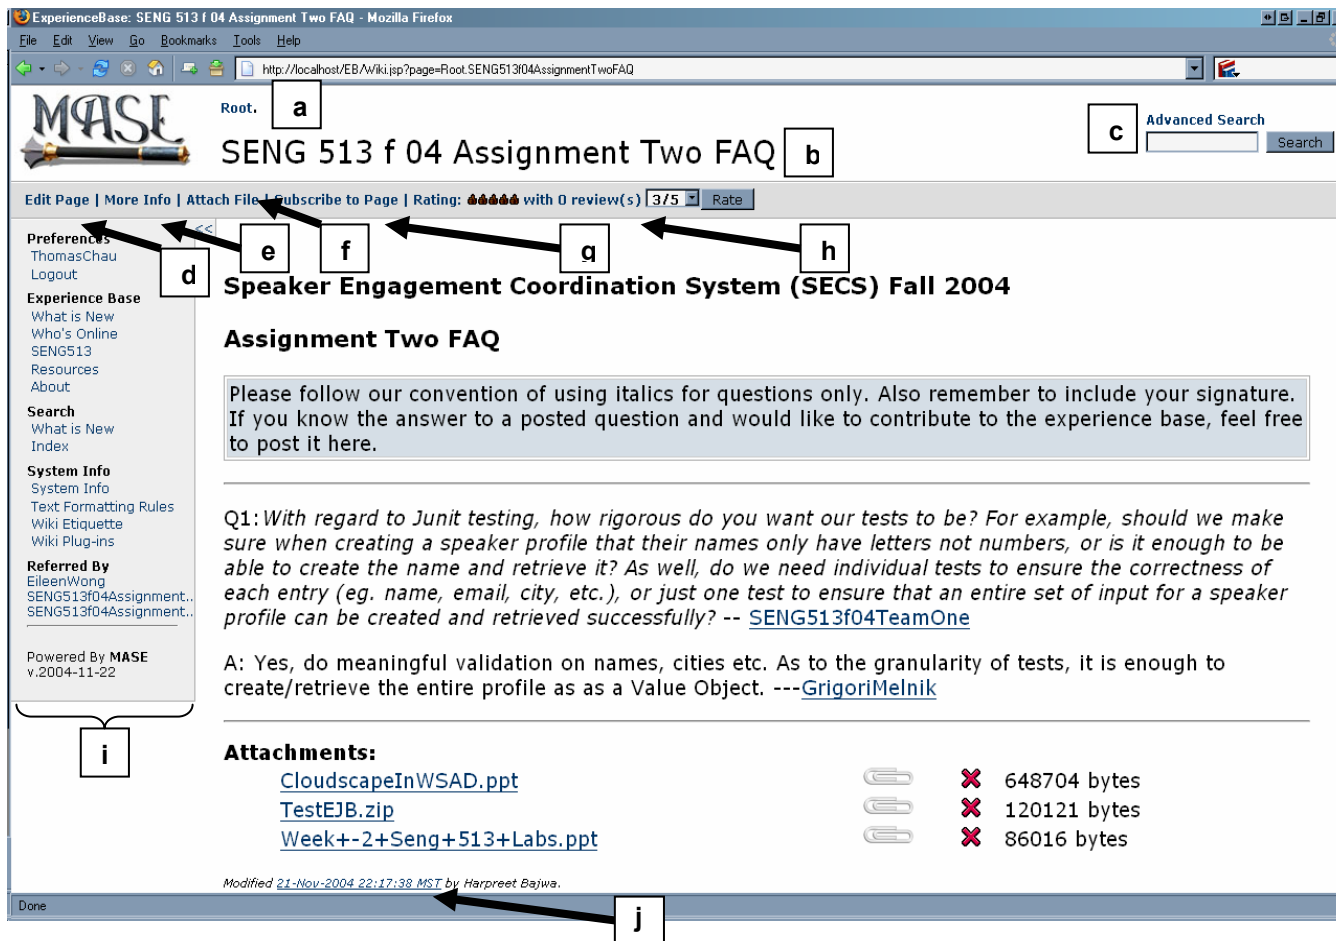 ExperienceBase: SENG 513 f 04 Assignment Two FAQ - Mozilla Firefox
File Edit View Go Bookmarks Tools Help
http://localhost/EB/Wiki.jsp?page=Root.SENG513f04AssignmentTwoFAQ
MASE
Root.
a
SENG 513 f 04 Assignment Two FAQ
b
c
Advanced Search
Search
Edit Page | More Info | Attach File | Subscribe to Page | Rating: with 0 review(s) 3/5 Rate
<<
d
e
f
g
h
Preferences
ThomasChau
Logout
Experience Base
What is New
Who's Online
SENG513
Resources
About
Search
What is New
Index
System Info
System Info
Text Formatting Rules
Wiki Etiquette
Wiki Plug-ins
Referred By
EileenWong
SENG513f04Assignment..
SENG513f04Assignment..
Powered By MASE
v.2004-11-22
i
Speaker Engagement Coordination System (SECS) Fall 2004
Assignment Two FAQ
Please follow our convention of using italics for questions only. Also remember to include your signature.
If you know the answer to a posted question and would like to contribute to the experience base, feel free
to post it here.
Q1: With regard to Junit testing, how rigorous do you want our tests to be? For example, should we make
sure when creating a speaker profile that their names only have letters not numbers, or is it enough to be
able to create the name and retrieve it? As well, do we need individual tests to ensure the correctness of
each entry (eg. name, email, city, etc.), or just one test to ensure that an entire set of input for a speaker
profile can be created and retrieved successfully? -- SENG513f04TeamOne
A: Yes, do meaningful validation on names, cities etc. As to the granularity of tests, it is enough to
create/retrieve the entire profile as as a Value Object. ---GrigoriMelnik
Attachments:
CloudscapeInWSAD.ppt 648704 bytes
TestEJB.zip 120121 bytes
Week+-2+Seng+513+Labs.ppt 86016 bytes
Modified 21-Nov-2004 22:17:38 MST by Harpreet Bajwa.
Done
j